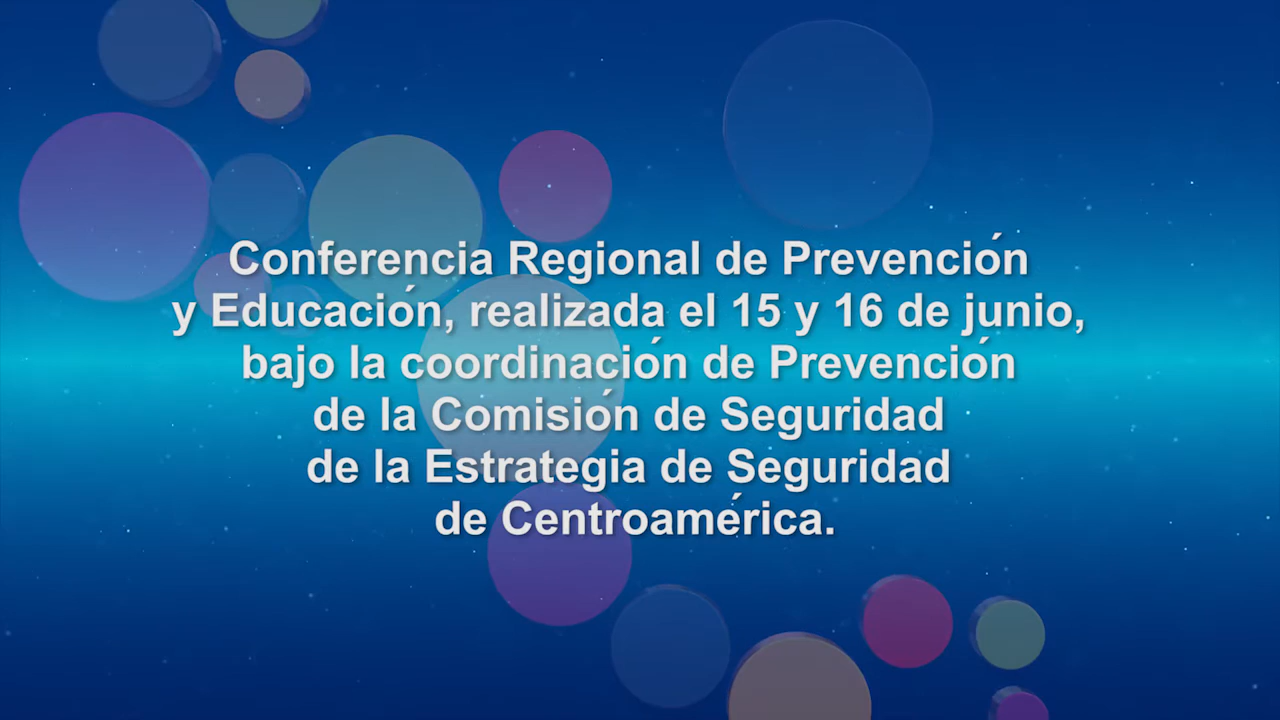 Conferencia Regional de Prevención
y Educación, realizada el 15 y 16 de junio,
bajo la coordinación de Prevención
de la Comisión de Seguridad
de la Estrategia de Seguridad
de Centroamérica.